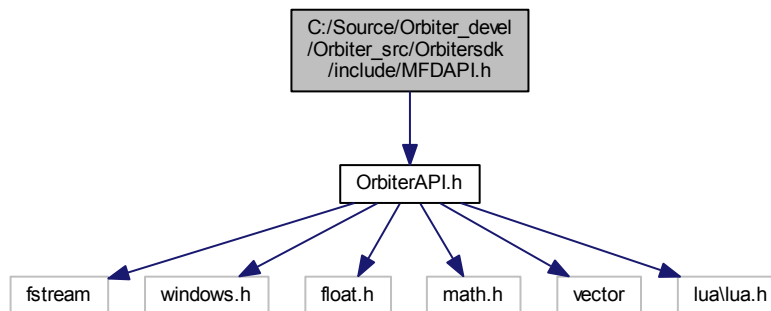 C:/Source/Orbiter_devel
/Orbiter_src/Orbitersdk
/include/MFDAPI.h
OrbiterAPI.h
fstream
windows.h
float.h
math.h
vector
lua\lua.h